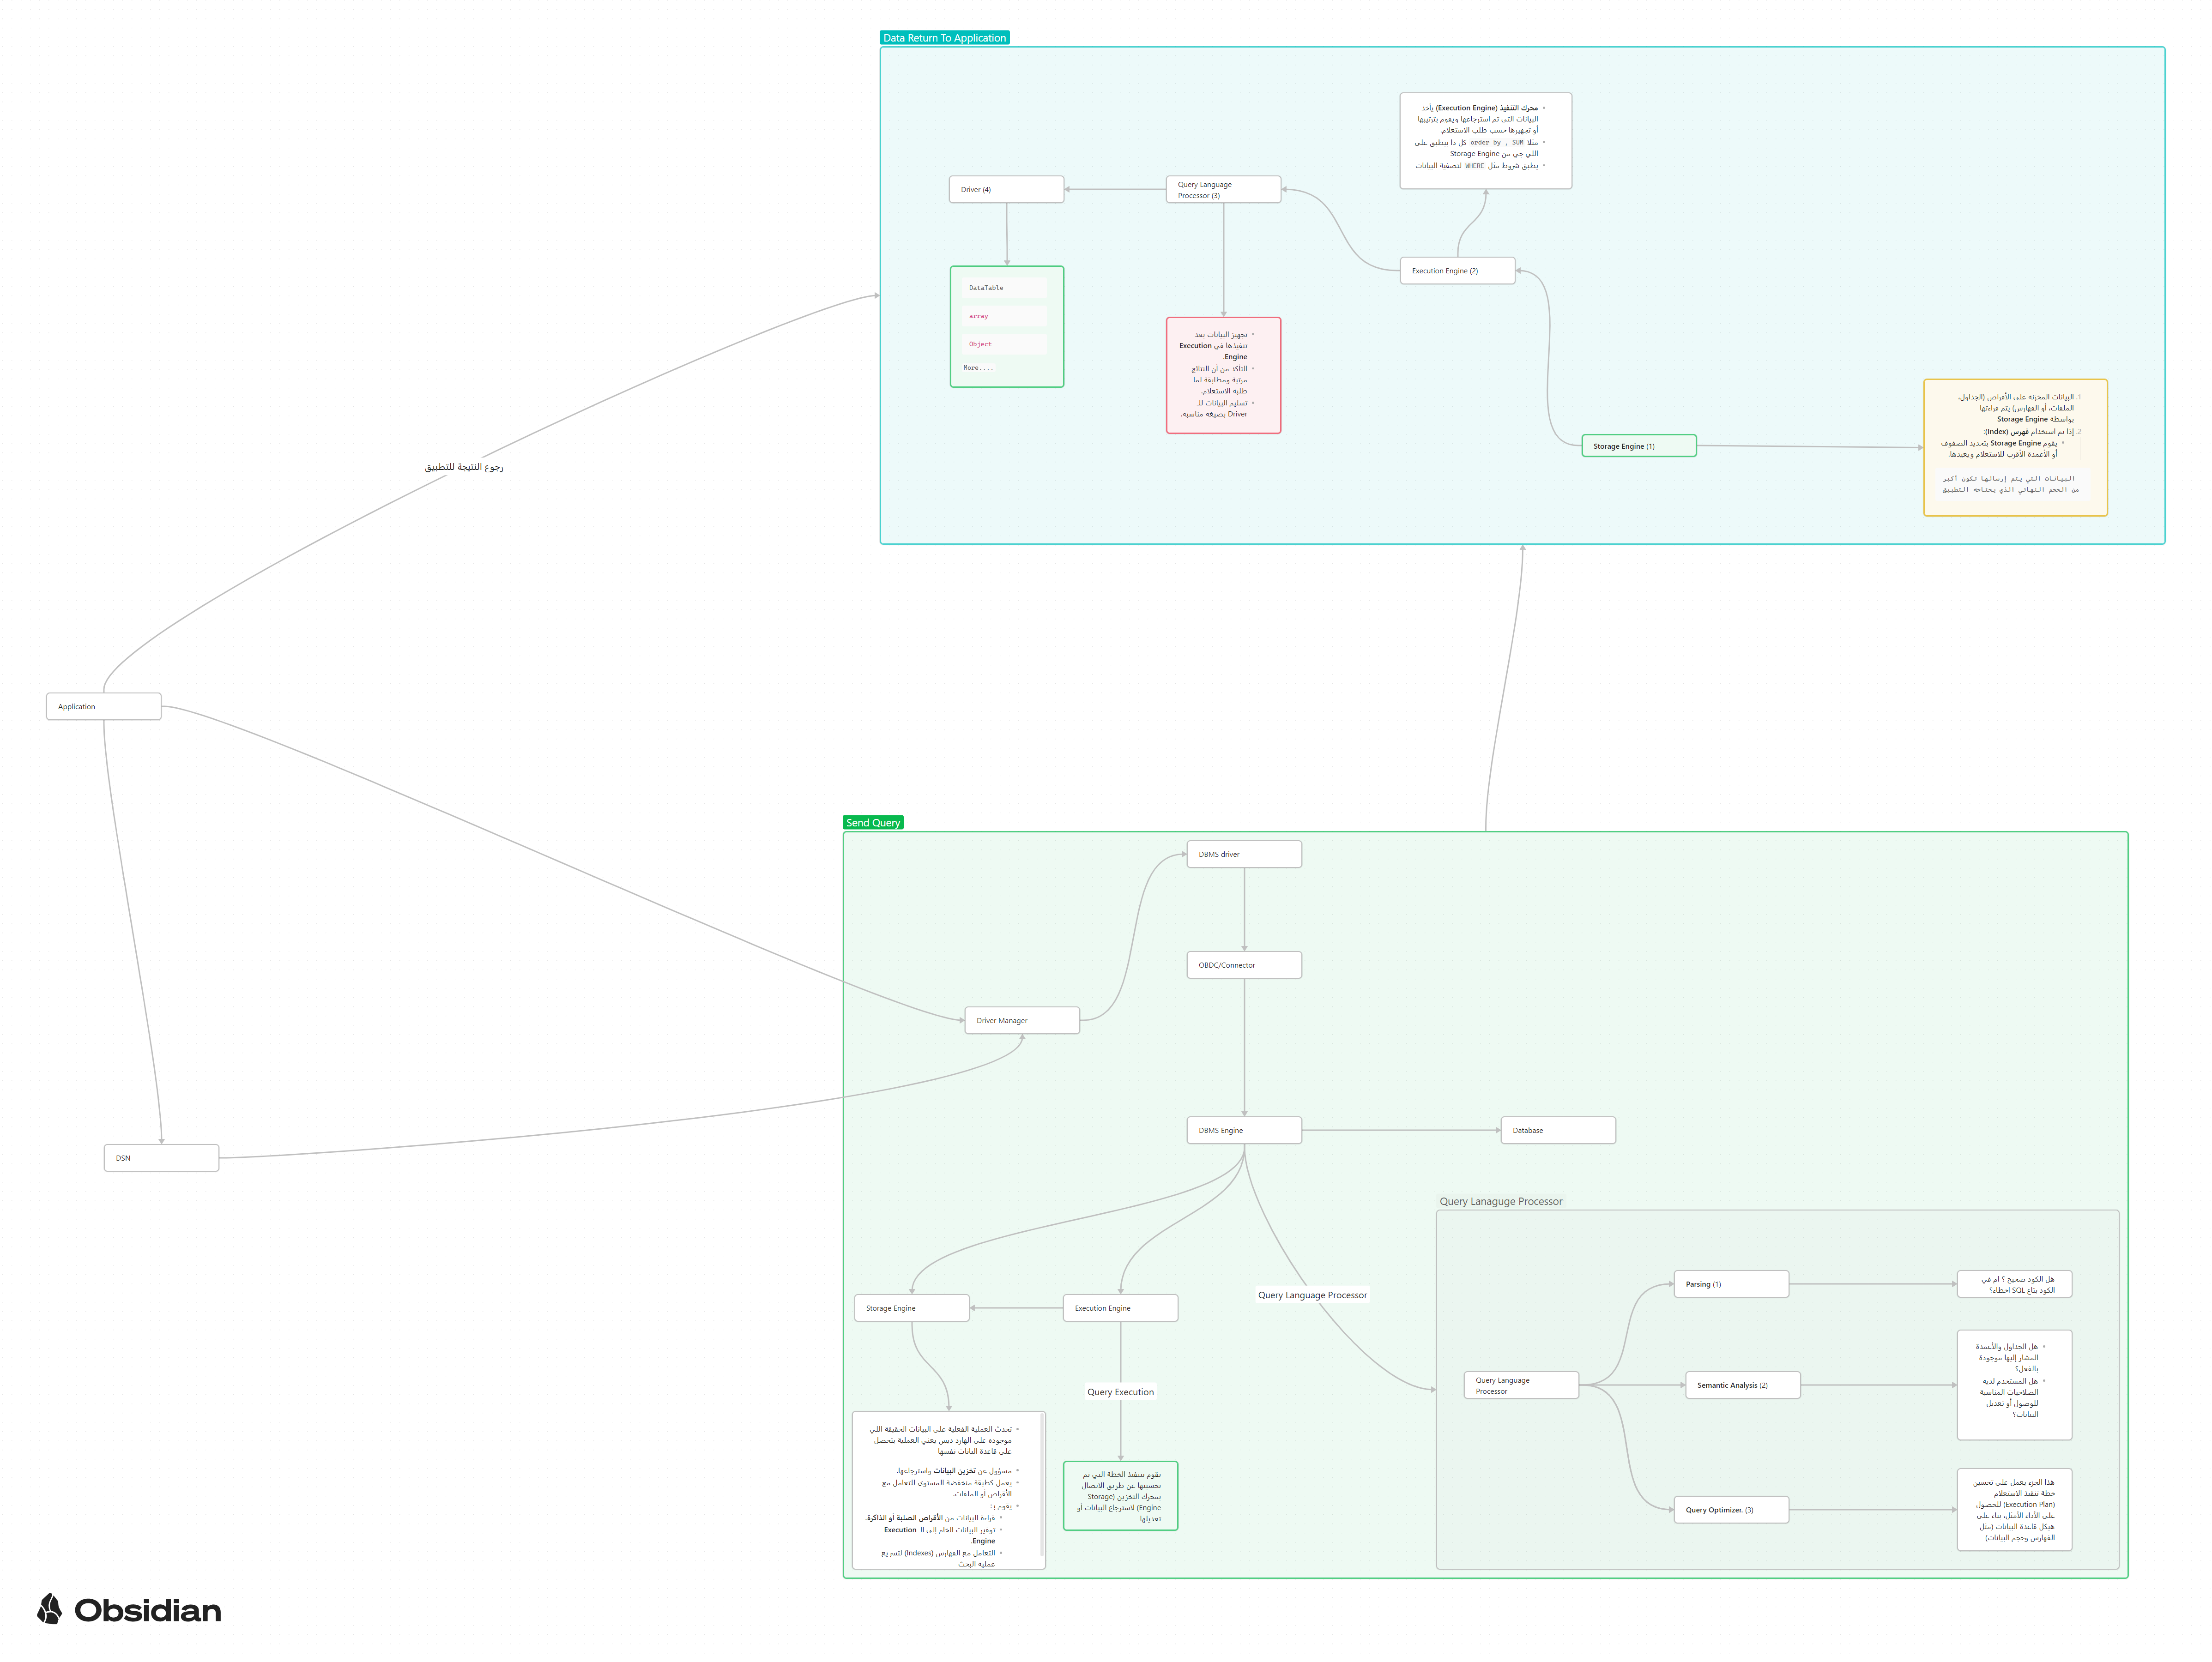 Data Return To Application
محرك التنفيذ (Execution Engine) يأخذ
البيانات التي تم استرجاعها ويقوم بترتيبها
أو تجهيزها حسب طلب الاستعلام.
مثلا order by , SUM كل دا بيطبق على
اللي جي من Storage Engine
يطبق شروط مثل WHERE لتصفية البيانات
Driver (4)
Query Language
Processor (3)
Execution Engine (2)
DataTable
array
Object
More....
تجهيز البيانات بعد
تنفيذها في Execution
Engine.
التأكد من أن النتائج
مرتبة ومطابقة لما
طلبه الاستعلام.
تسليم البيانات للـ
Driver بصيغة مناسبة.
Storage Engine (1)
1. البيانات المخزنة على الأقراص (الجداول،
الملفات، أو الفهارس) يتم قراءتها
بواسطة Storage Engine
2. إذا تم استخدام فهرس (Index):
يقوم Storage Engine بتحديد الصفوف
أو الأعمدة الأقرب للاستعلام ويعيدها.
البيانات اللي يتم إرسالها تكون أكبر
من الحجم النهائي الذي يحتاجه التطبيق
رجوع النتيجة للتطبيق
Application
DSN
Send Query
DBMS driver
OBDC/Connector
Driver Manager
DBMS Engine
Database
Query Lanaguge Processor
Storage Engine
Execution Engine
Query Language Processor
Query Execution
تحدث العملية الفعلية على البيانات الحقيقة اللي
موجودة على الهارد ديس يعني العملية بتحصل
على قاعدة البانات نفسها
مسؤول عن تخزين البيانات واسترجاعها.
يعمل كطبقة منخفضة المستوى للتعامل مع
الأقراص أو الملفات.
يقوم بـ:
قراءة البيانات من الأقراص الصلبة أو الذاكرة.
توفير البيانات الخام إلى الـ Execution
Engine.
التعامل مع الفهارس (Indexes) لتسريع
عملية البحث
يقوم بتنفيذ الخطة التي تم
تحسينها عن طريق الاتصال
بمحرك التخزين (Storage
Engine) لاسترجاع البيانات أو
تعديلها
Query Language
Processor
Parsing (1)
هل الكود صحيح ؟ ام في
الكود بتاع SQL اخطاء؟
Semantic Analysis (2)
هل الجداول والأعمدة
المشار إليها موجودة
بالفعل؟
هل المستخدم لديه
الصلاحيات المناسبة
للوصول أو تعديل
البيانات؟
Query Optimizer. (3)
هذا الجزء يعمل على تحسين
خطة تنفيذ الاستعلام
(Execution Plan) للحصول
على الأداء الأمثل، بناءً على
هيكل قاعدة البيانات (مثل
الفهارس وحجم البيانات)
Obsidian